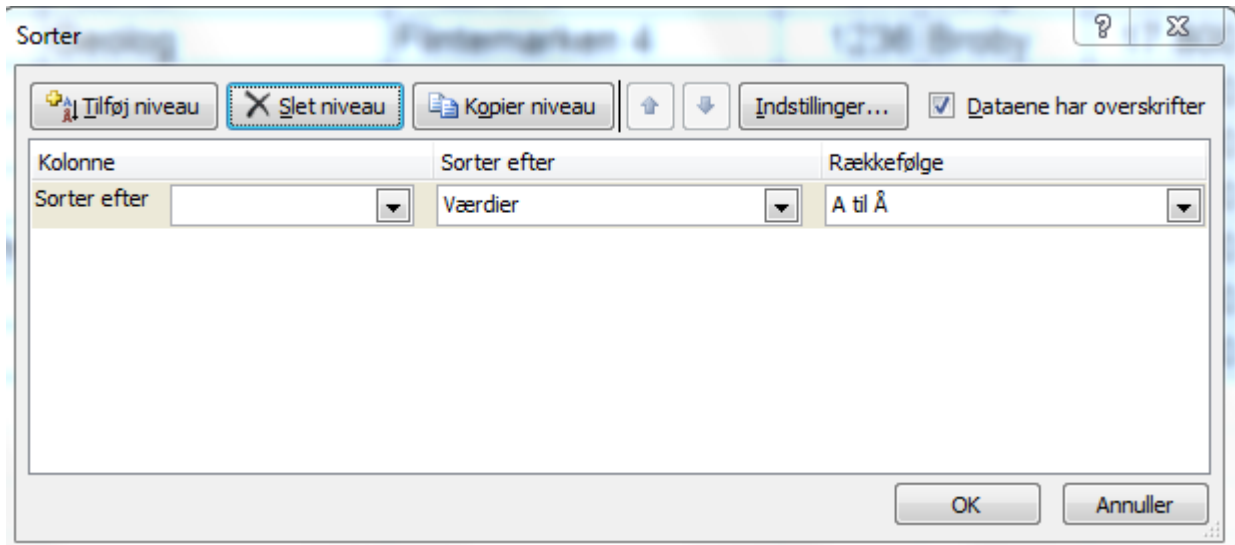 Sorter
Tilføj niveau Slet niveau Kopier niveau Indstillinger... Dataene har overskrifter
Kolonne Sorter efter Rækkefølge
Sorter efter Værdier A til Å
OK Annuller